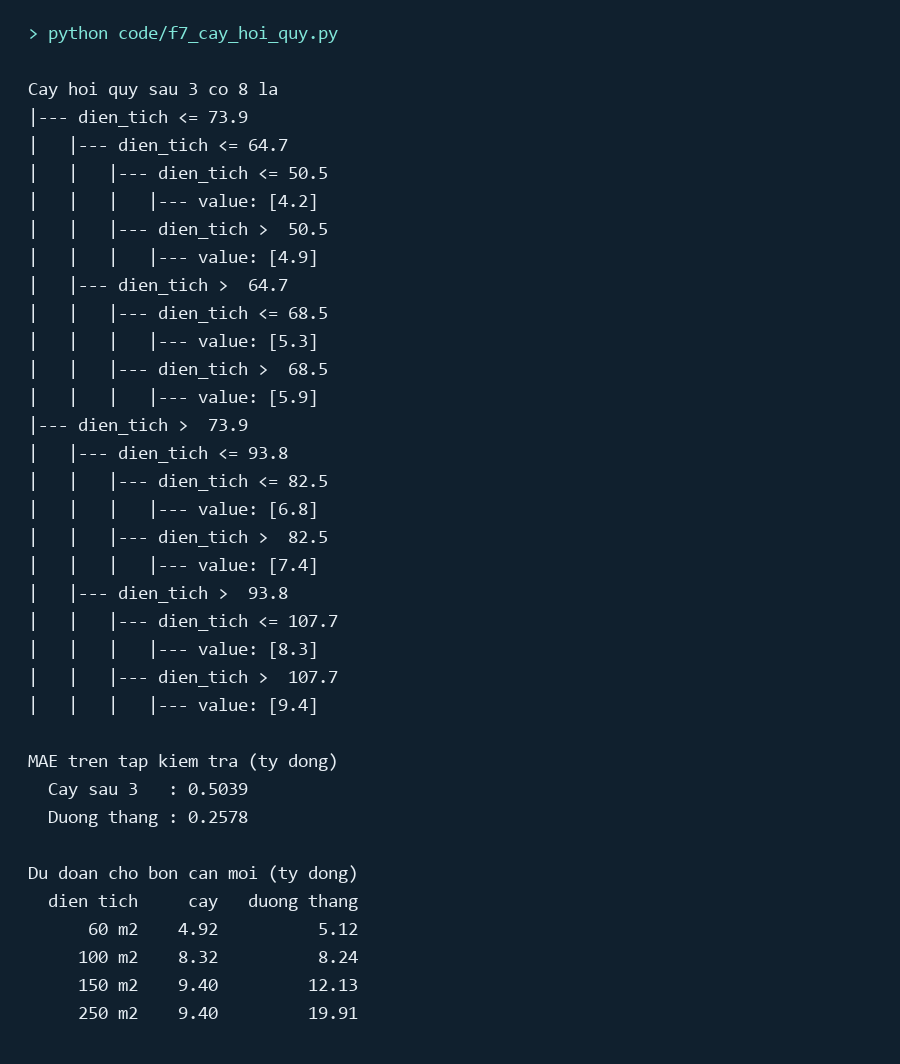 > python code/f7_cay_hoi_quy.py
Cay hoi quy sau 3 co 8 la
|--- dien_tich <= 73.9
|   |--- dien_tich <= 64.7
|   |   |--- dien_tich <= 50.5
|   |   |   |--- value: [4.2]
|   |   |--- dien_tich >  50.5
|   |   |   |--- value: [4.9]
|   |--- dien_tich >  64.7
|   |   |--- dien_tich <= 68.5
|   |   |   |--- value: [5.3]
|   |   |--- dien_tich >  68.5
|   |   |   |--- value: [5.9]
|--- dien_tich >  73.9
|   |--- dien_tich <= 93.8
|   |   |--- dien_tich <= 82.5
|   |   |   |--- value: [6.8]
|   |   |--- dien_tich >  82.5
|   |   |   |--- value: [7.4]
|   |--- dien_tich >  93.8
|   |   |--- dien_tich <= 107.7
|   |   |   |--- value: [8.3]
|   |   |--- dien_tich >  107.7
|   |   |   |--- value: [9.4]
MAE tren tap kiem tra (ty dong)
  Cay sau 3   : 0.5039
  Duong thang : 0.2578
Du doan cho bon can moi (ty dong)
  dien tich     cay   duong thang
      60 m2    4.92          5.12
     100 m2    8.32          8.24
     150 m2    9.40         12.13
     250 m2    9.40         19.91